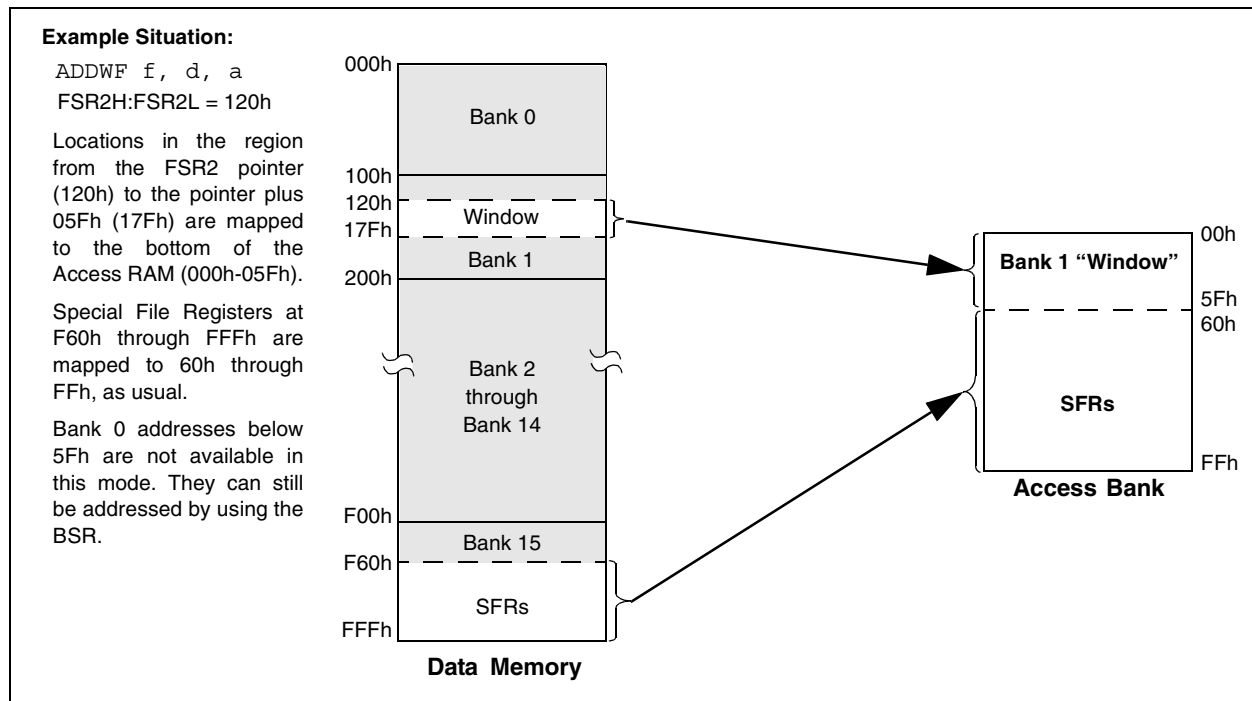 Example Situation:
ADDWF f, d, a
FSR2H:FSR2L = 120h
Locations in the region
from the FSR2 pointer
(120h) to the pointer plus
05Fh (17Fh) are mapped
to the bottom of the
Access RAM (000h-05Fh).
Special File Registers at
F60h through FFFh are
mapped to 60h through
FFh, as usual.
Bank 0 addresses below
5Fh are not available in
this mode. They can still
be addressed by using the
BSR.
000h
Bank 0
100h
120h
Window
17Fh
Bank 1
200h
Bank 2
through
Bank 14
F00h
Bank 15
F60h
SFRs
FFFh
Data Memory
00h
Bank 1 “Window”
5Fh
60h
SFRs
FFh
Access Bank